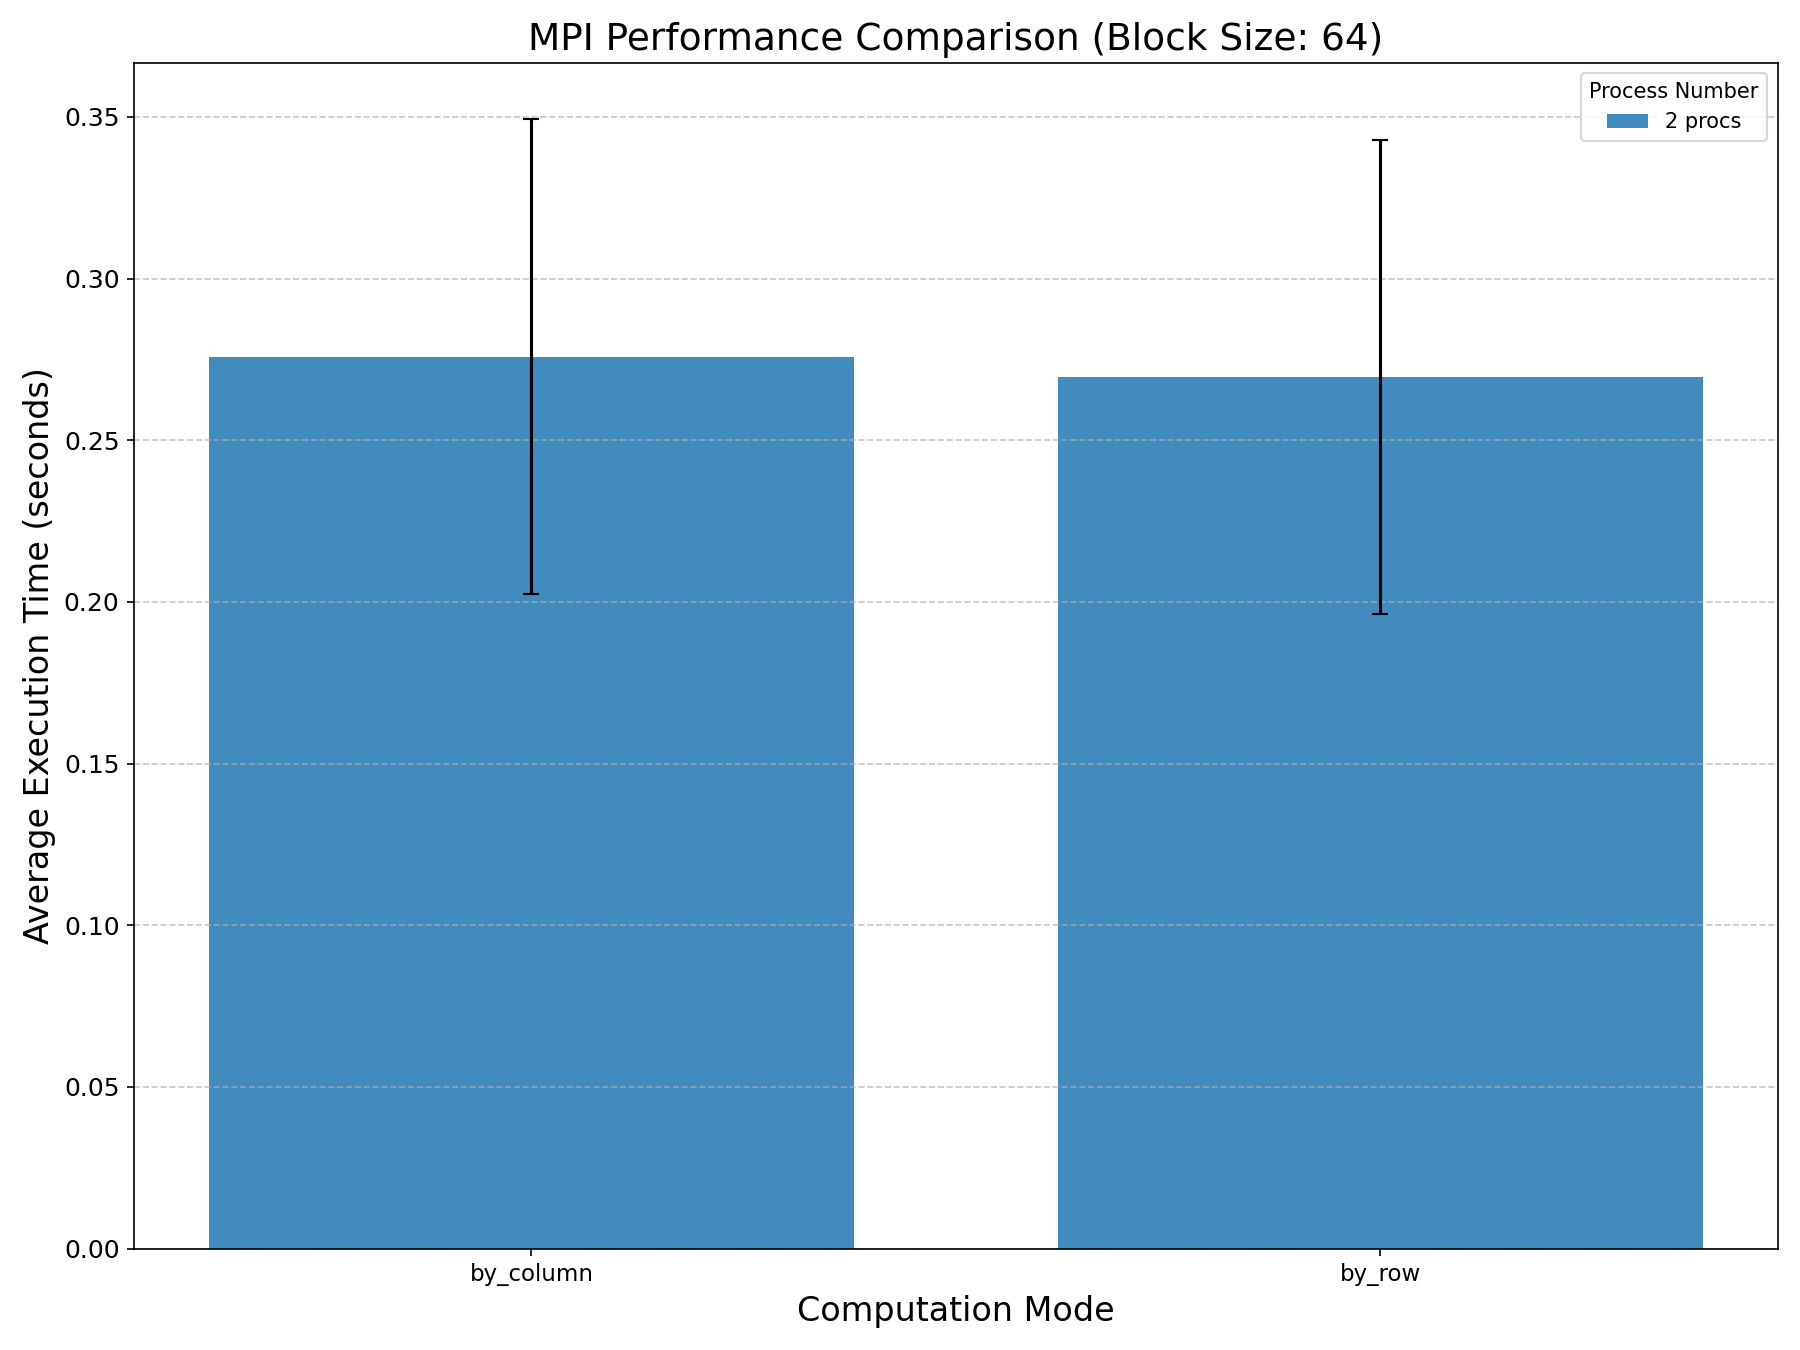 MPI Performance Comparison (Block Size: 64)
Process Number
2 procs
Average Execution Time (seconds)
0.35
0.30
0.25
0.20
0.15
0.10
0.05
0.00
by_column
by_row
Computation Mode